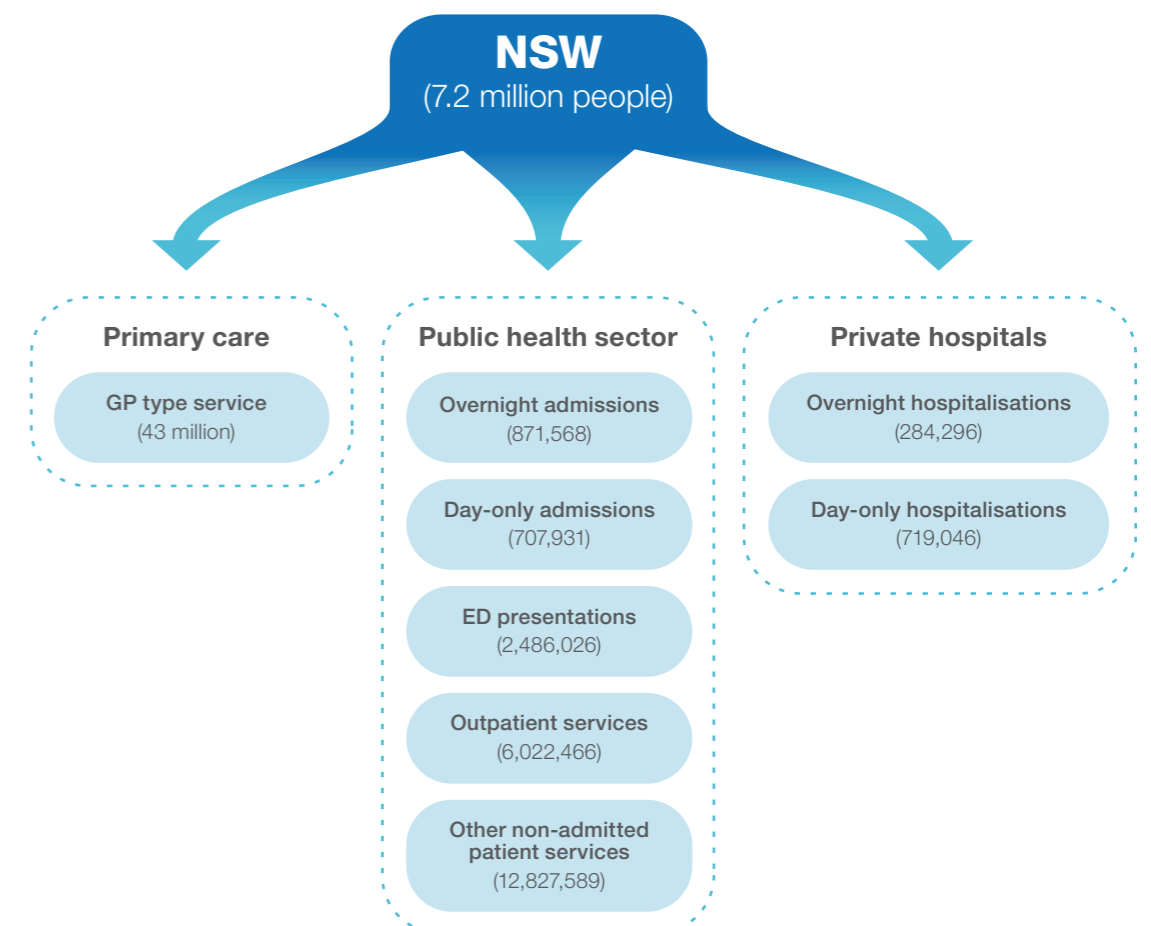 NSW
(7.2 million people)
Primary care
GP type service
(43 million)
Public health sector
Overnight admissions
(871,568)
Day-only admissions
(707,931)
ED presentations
(2,486,026)
Outpatient services
(6,022,466)
Other non-admitted
patient services
(12,827,589)
Private hospitals
Overnight hospitalisations
(284,296)
Day-only hospitalisations
(719,046)